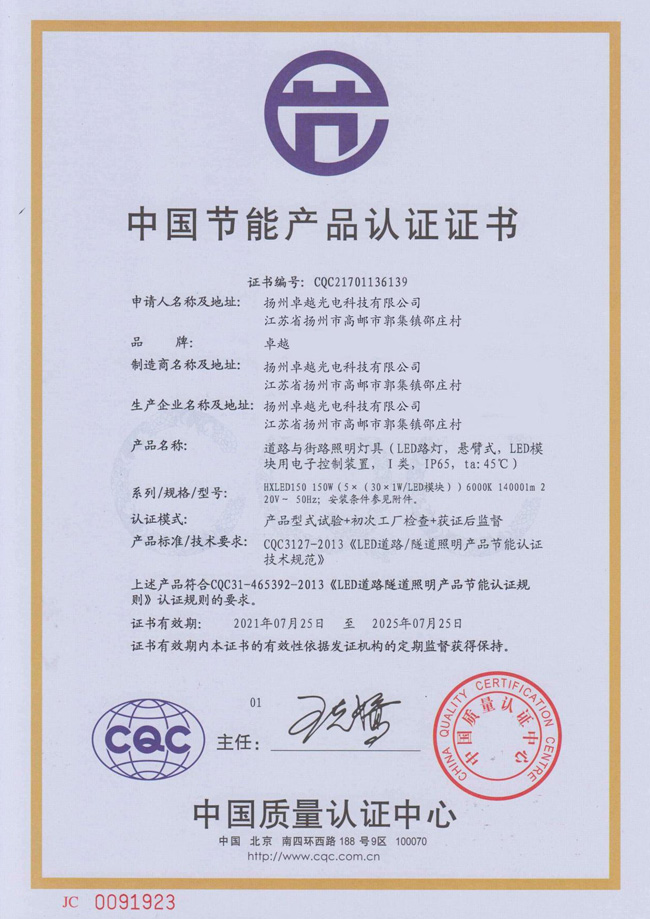 节
中国节能产品认证证书
证书编号：CQC21701136139
申请人名称及地址：扬州卓越光电科技有限公司
江苏省扬州市高邮市郭集镇邵庄村
品 牌：卓越
制造商名称及地址：扬州卓越光电科技有限公司
江苏省扬州市高邮市郭集镇邵庄村
生产企业名称及地址：扬州卓越光电科技有限公司
江苏省扬州市高邮市郭集镇邵庄村
产品名称：道路与街路照明灯具（LED路灯，悬臂式，LED模
块用电子控制装置，Ⅰ类，IP65，ta:45℃）
系列/规格/型号：HXLED150 150W（5×（30×1W/LED模块））6000K 14000lm 2
20V～ 50Hz；安装条件参见附件。
认证模式：产品型式试验+初次工厂检查+获证后监督
产品标准/技术要求：CQC3127-2013《LED道路/隧道照明产品节能认证
技术规范》
上述产品符合CQC31-465392-2013《LED道路隧道照明产品节能认证规
则》认证规则的要求。
证书有效期：2021年07月25日 至 2025年07月25日
证书有效期内本证书的有效性依据发证机构的定期监督获得保持。
01
CQC
主任：
CHINA QUALITY CERTIFICATION CENTRE
中国质量认证中心
中国质量认证中心
中国 北京 南四环西路 188 号 9区 100070
http://www.cqc.com.cn
JC 0091923